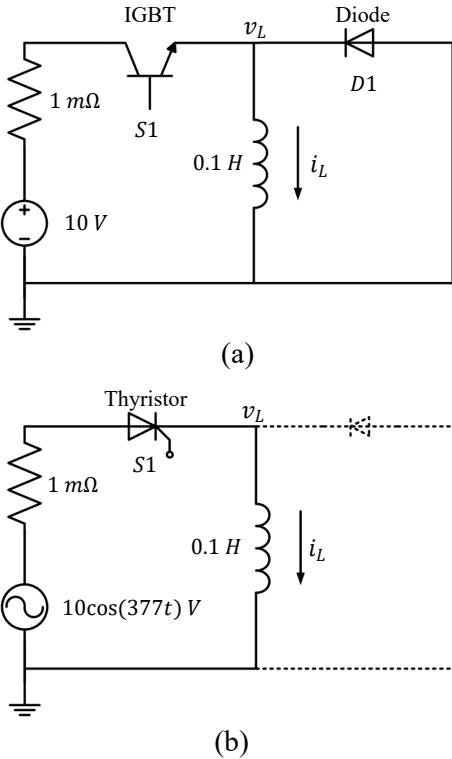 IGBT
Diode
v_L
1 mΩ
S1
D1
0.1 H
i_L
+
−
10 V
(a)
Thyristor
v_L
S1
1 mΩ
0.1 H
i_L
10cos(377t) V
(b)